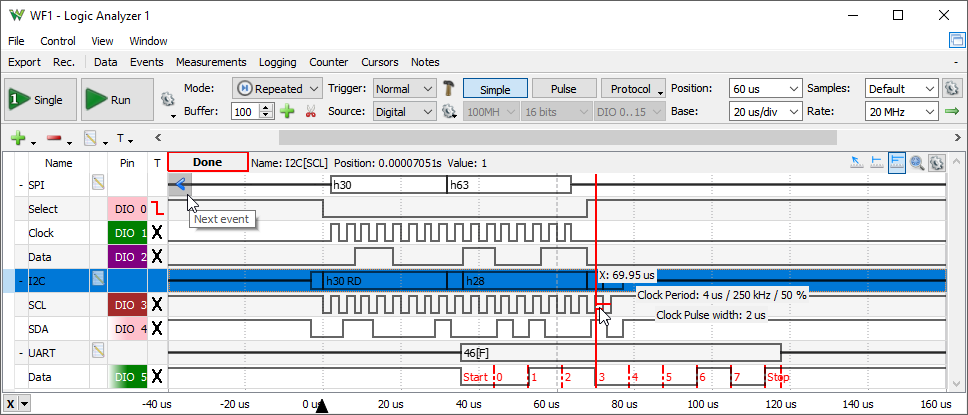 WF1 - Logic Analyzer 1
File Control View Window
Export Rec. Data Events Measurements Logging Counter Cursors Notes -
1 Single Run Mode: Repeated Trigger: Normal Simple Pulse Protocol Position: 60 us Samples: Default
Buffer: 100 Source: Digital 100MH 16 bits DIO 0..15 Base: 20 us/div Rate: 20 MHz
T
Name Pin T Done Name: I2C[SCL] Position: 0.00007051s Value: 1
- SPI h30 h63
Select DIO 0
Next event
Clock DIO 1 X
Data DIO 2 X
- I2C h30 RD h28 X: 69.95 us
Clock Period: 4 us / 250 kHz / 50 %
SCL DIO 3 X
Clock Pulse width: 2 us
SDA DIO 4 X
- UART 46[F]
Data DIO 5 X Start 0 1 2 3 4 5 6 7 Stop
X -40 us -20 us 0 us 20 us 40 us 60 us 80 us 100 us 120 us 140 us 160 us